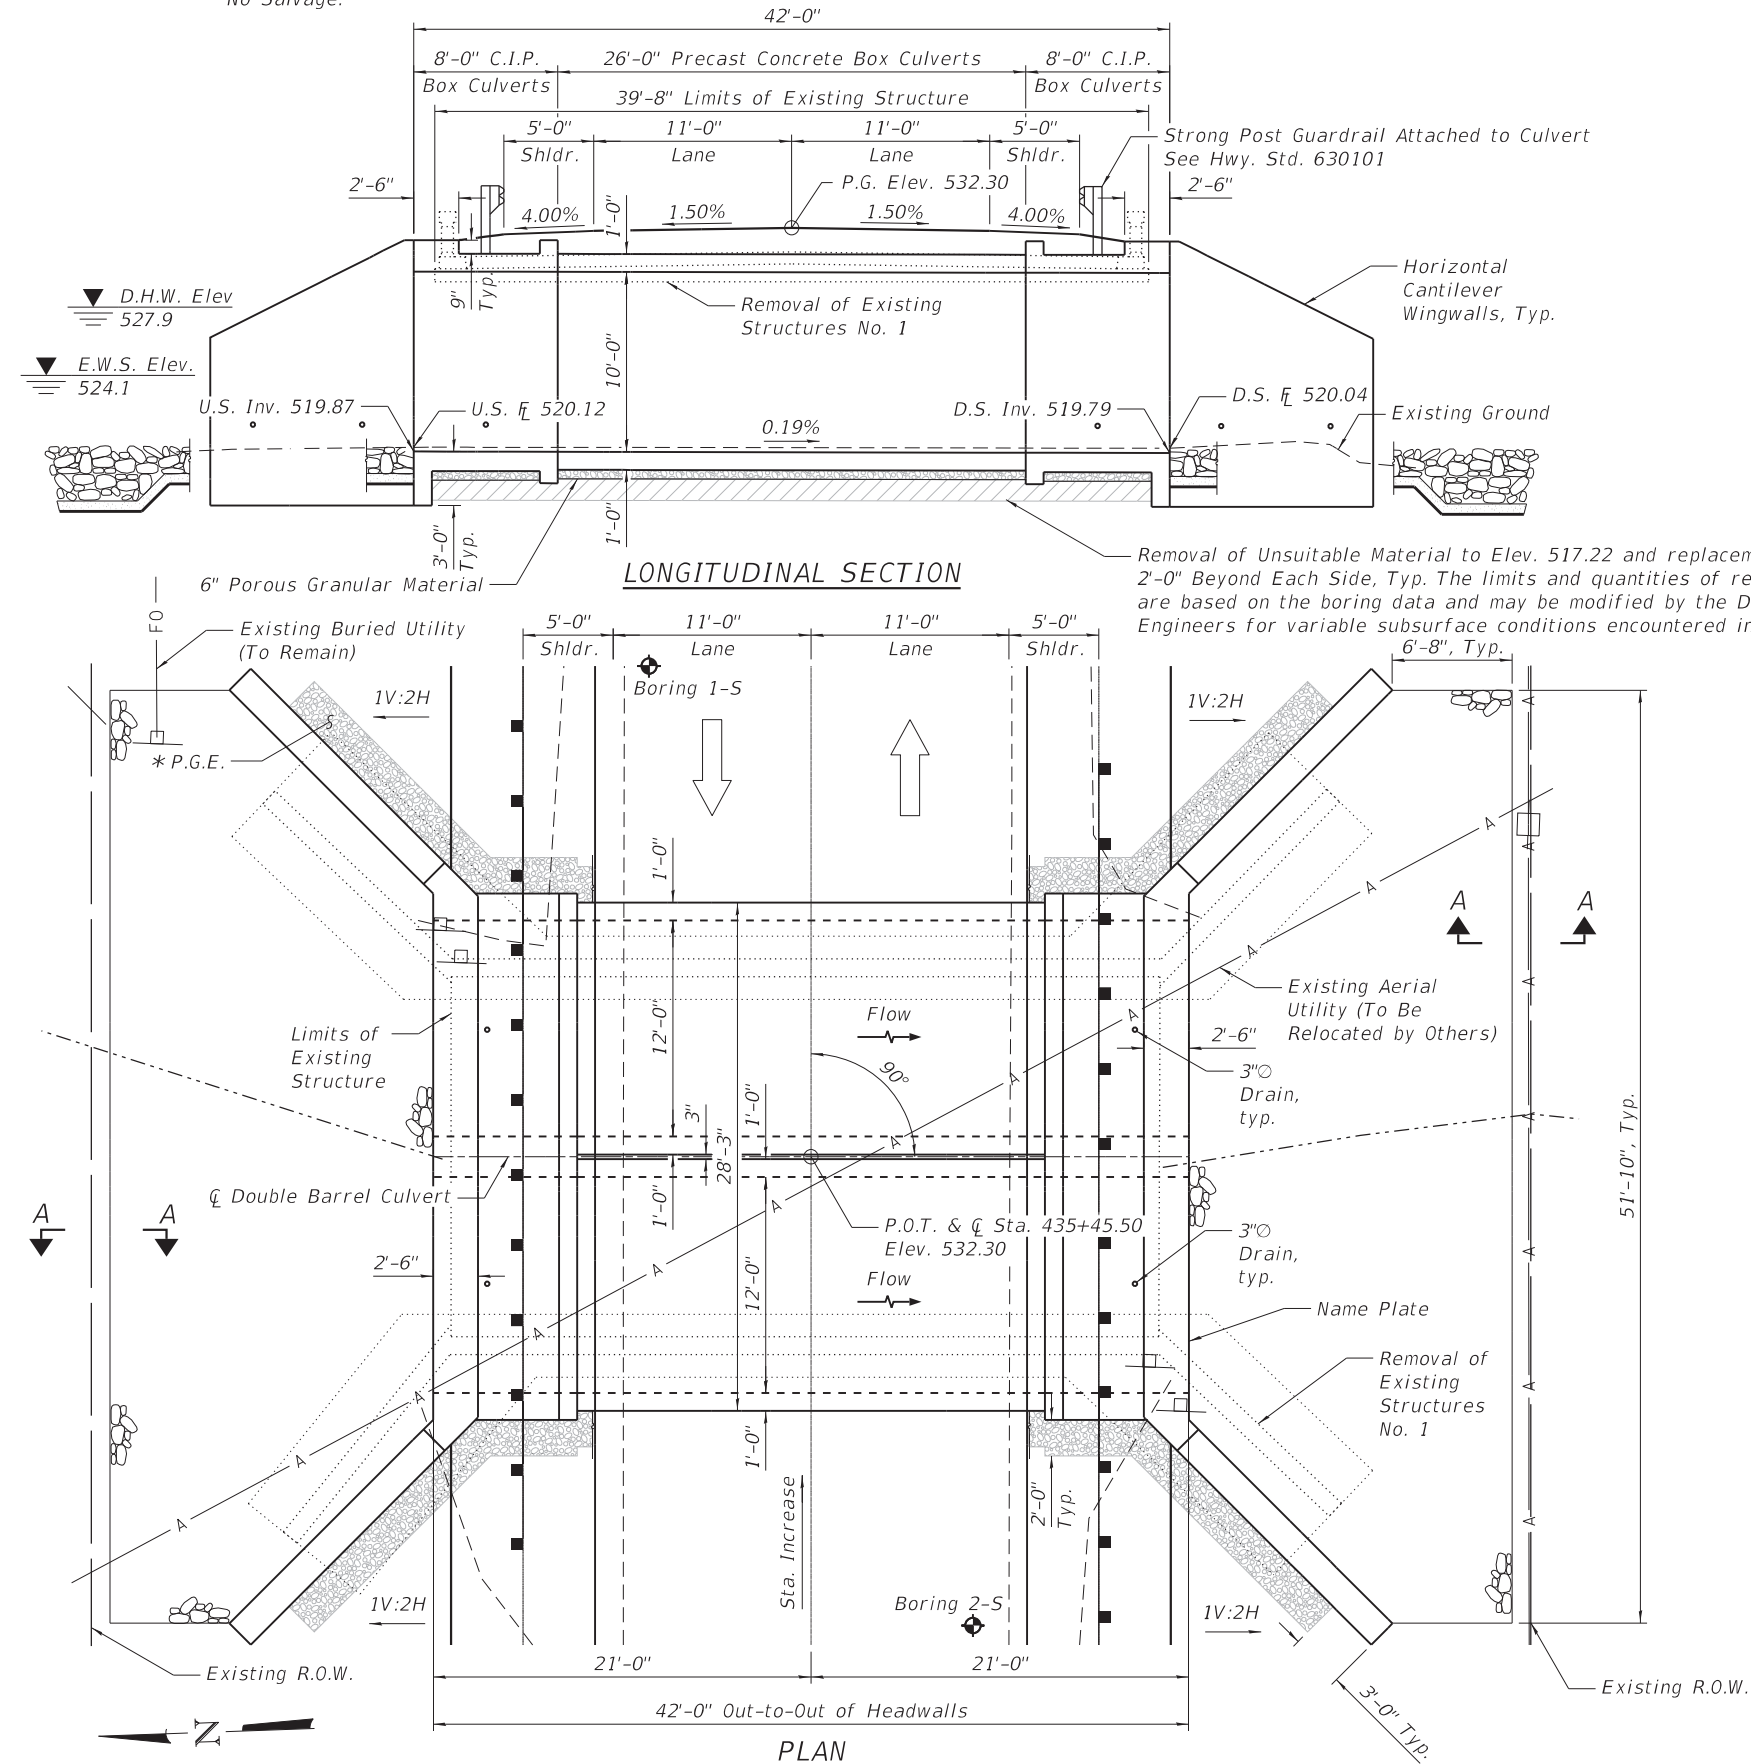 No Salvage.
42'-0"
8'-0" C.I.P.
Box Culverts
26'-0" Precast Concrete Box Culverts
8'-0" C.I.P.
Box Culverts
39'-8" Limits of Existing Structure
5'-0"
Shldr.
11'-0"
Lane
11'-0"
Lane
5'-0"
Shldr.
Strong Post Guardrail Attached to Culvert
See Hwy. Std. 630101
2'-6"
P.G. Elev. 532.30
2'-6"
4.00%
1'-0"
1.50%
1.50%
4.00%
Horizontal
Cantilever
Wingwalls, Typ.
D.H.W. Elev
527.9
9"
Typ.
Removal of Existing
Structures No. 1
E.W.S. Elev.
524.1
10'-0"
U.S. Inv. 519.87
U.S. FL 520.12
0.19%
D.S. Inv. 519.79
D.S. FL 520.04
Existing Ground
3'-0"
Typ.
1'-0"
6" Porous Granular Material
LONGITUDINAL SECTION
Removal of Unsuitable Material to Elev. 517.22 and
2'-0" Beyond Each Side, Typ. The limits and quantities of
are based on the boring data and may be modified by the
Engineers for variable subsurface conditions encountered
FO
Existing Buried Utility
(To Remain)
5'-0"
Shldr.
11'-0"
Lane
11'-0"
Lane
5'-0"
Shldr.
6'-8", Typ.
Boring 1-S
1V:2H
1V:2H
S
* P.G.E.
A
A
A
A
1'-0"
A
A
A
A
Existing Aerial
Utility (To Be
Relocated by Others)
Limits of
Existing
Structure
12'-0"
Flow
A
A
2'-6"
90°
A
3"∅
Drain,
typ.
3"
1'-0"
28'-3"
A
A
51'-10", Typ.
℄ Double Barrel Culvert
1'-0"
A
A
A
P.O.T. & ℄ Sta. 435+45.50
Elev. 532.30
3"∅
Drain,
typ.
A
2'-6"
A
Flow
12'-0"
Name Plate
A
A
A
Removal of
Existing
Structures
No. 1
A
1'-0"
2'-0"
Typ.
A
A
Sta. Increase
1V:2H
Boring 2-S
1V:2H
21'-0"
21'-0"
Existing R.O.W.
Existing R.O.W.
3'-0" Typ.
42'-0" Out-to-Out of Headwalls
N
PLAN